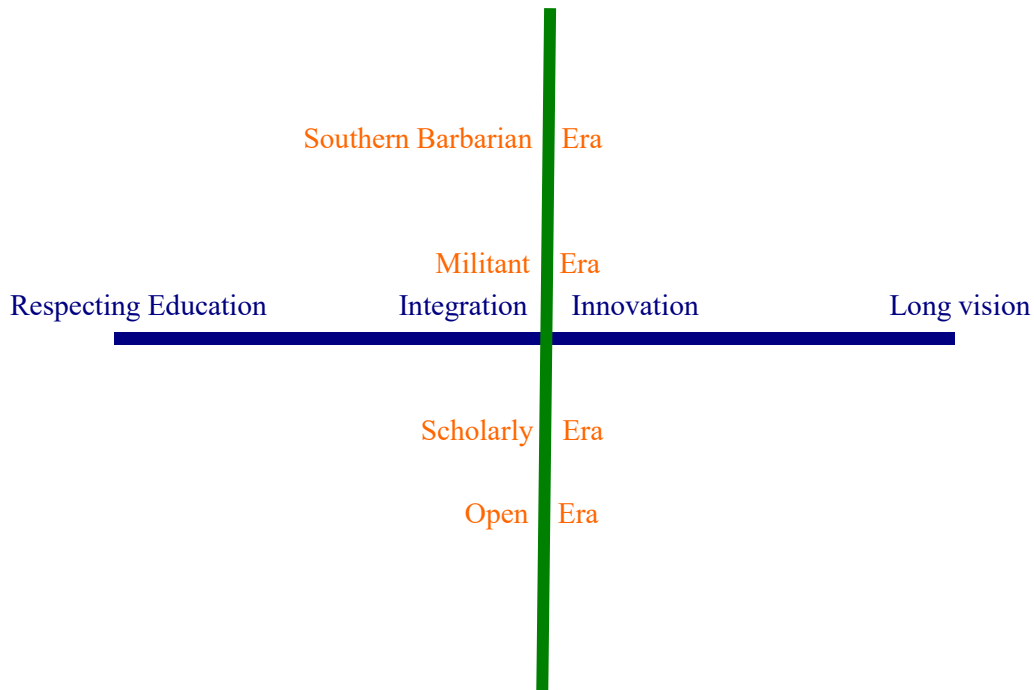 Southern Barbarian Era
Militant Era
Respecting Education Integration Innovation Long vision
Scholarly Era
Open Era